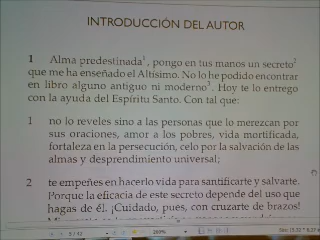 INTRODUCCIÓN DEL AUTOR
1 Alma predestinada¹, pongo en tus manos un secreto²
que me ha enseñado el Altísimo. No lo he podido encontrar
en libro alguno antiguo ni moderno³. Hoy te lo entrego
con la ayuda del Espíritu Santo. Con tal que:
1 no lo reveles sino a las personas que lo merezcan por
sus oraciones, amor a los pobres, vida mortificada,
fortaleza en la persecución, celo por la salvación de las
almas y desprendimiento universal;
2 te empeñes en hacerlo vida para santificarte y salvarte.
Porque la eficacia de este secreto depende del uso que
hagas de él. ¡Cuidado, pues, con cruzarte de brazos!